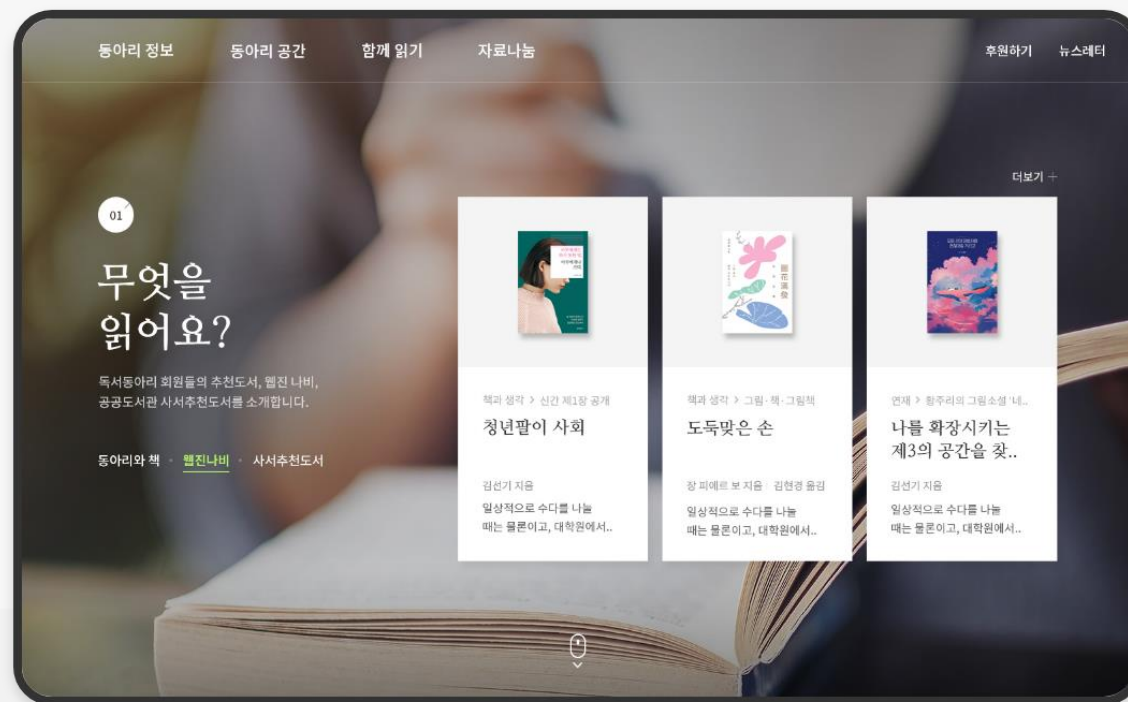 동아리 정보
동아리 공간
함께 읽기
자료나눔
후원하기
뉴스레터
더보기
01
무엇을
읽어요?
독서동아리 회원들의 추천도서, 웹진 나비,
공공도서관 사서추천도서를 소개합니다.
동아리와 책 • 웹진나비 • 사서추천도서
책과 생각 > 신간 제1장 공개
청년팔이 사회
김선기 지음
일상적으로 수다를 나눌
때는 물론이고, 대학원에서..
책과 생각 > 그림·책·그림책
도둑맞은 손
장 피에르 보 지음 김현경 옮김
일상적으로 수다를 나눌
때는 물론이고, 대학원에서..
연재 > 황주리의 그림소설 '네..
나를 확장시키는
제3의 공간을 찾..
김선기 지음
일상적으로 수다를 나눌
때는 물론이고, 대학원에서..